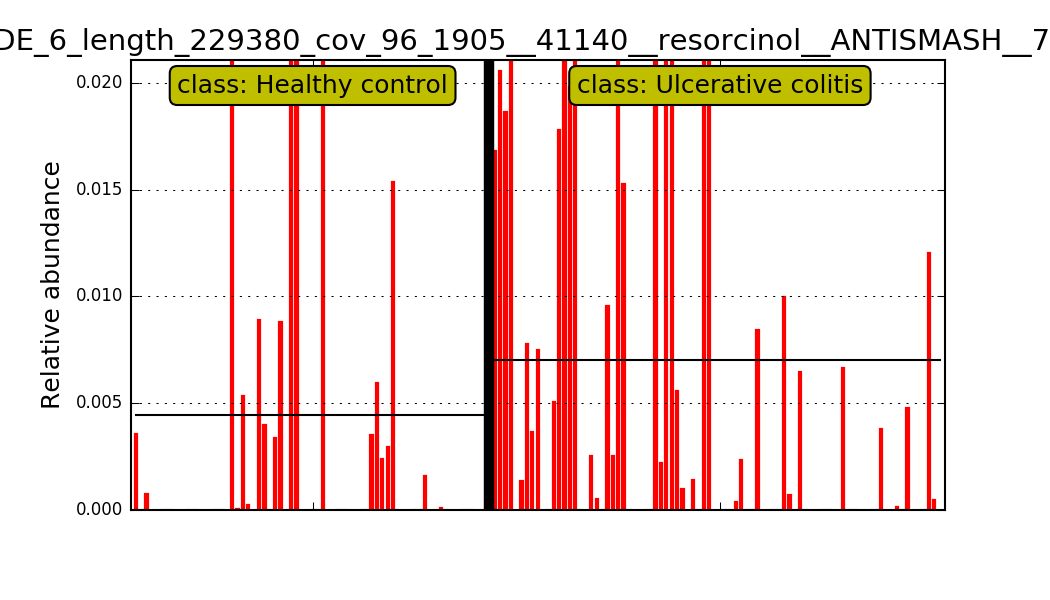 DE_6_length_229380_cov_96_1905__41140__resorcinol__ANTISMASH__7
class: Healthy control
class: Ulcerative colitis
0.020
0.015
0.010
0.005
0.000
Relative abundance